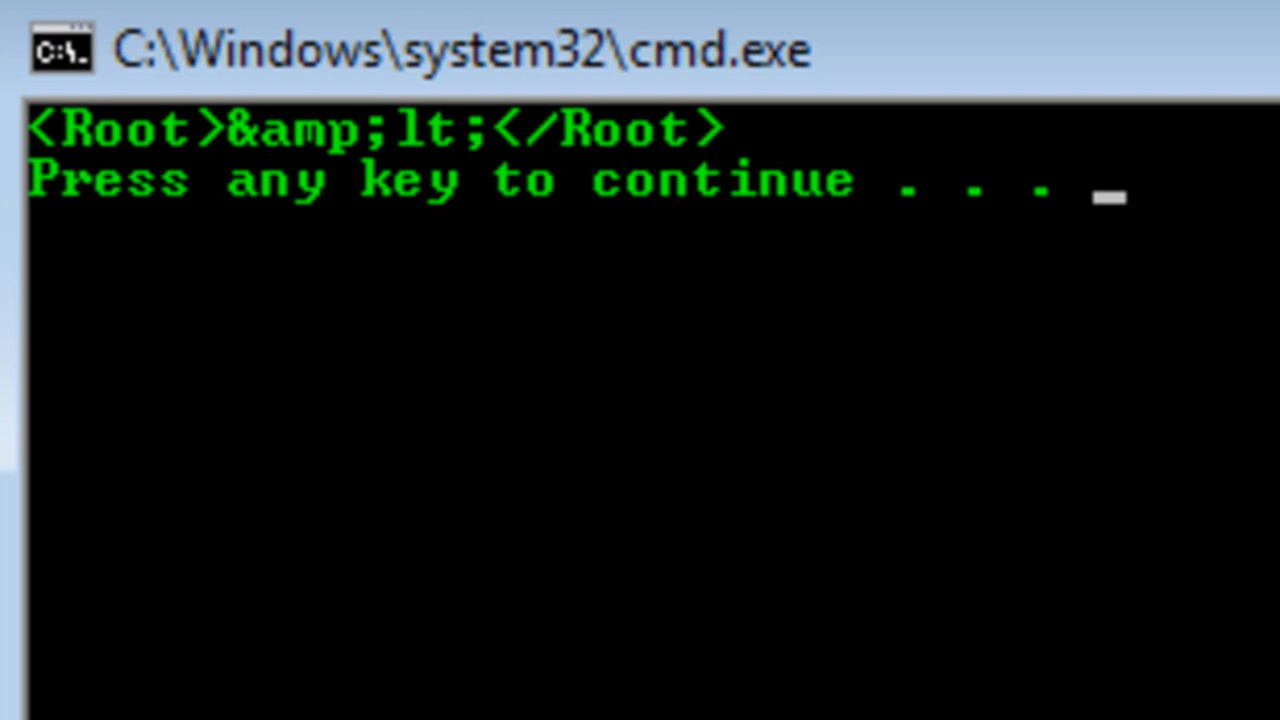 C:\Windows\system32\cmd.exe
<Root>&amp;lt;</Root>
Press any key to continue . . .